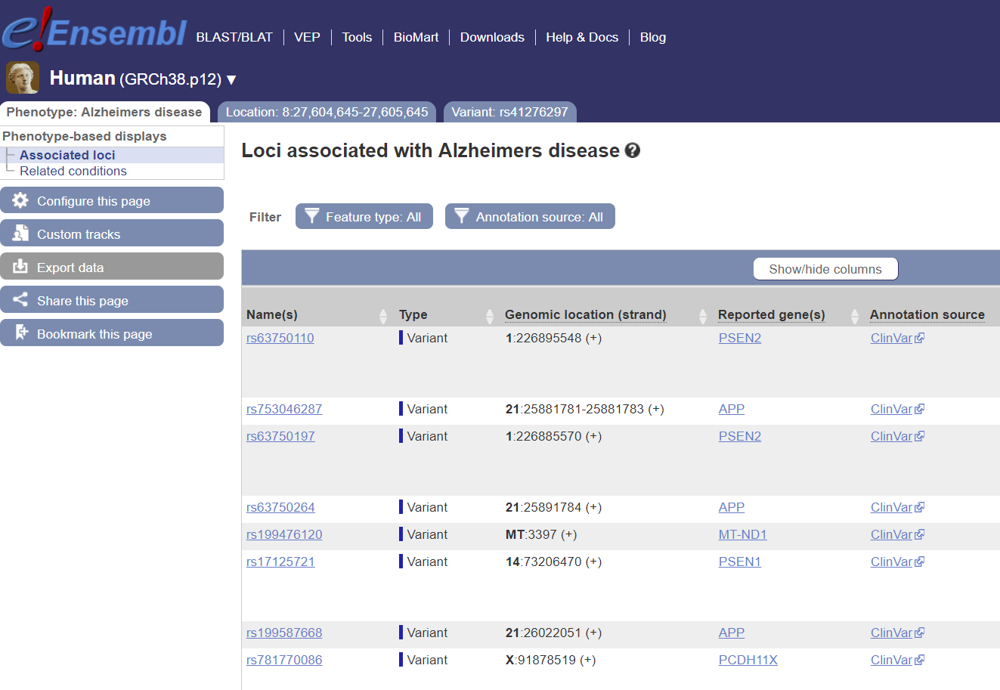 e!Ensembl BLAST/BLAT VEP Tools BioMart Downloads Help & Docs Blog
Human (GRCh38.p12) ▼
Phenotype: Alzheimers disease Location: 8:27,604,645-27,605,645 Variant: rs41276297
Phenotype-based displays
Associated loci
Related conditions
Configure this page
Custom tracks
Export data
Share this page
Bookmark this page
Loci associated with Alzheimers disease ?
Filter Feature type: All Annotation source: All
Show/hide columns
Name(s) Type Genomic location (strand) Reported gene(s) Annotation source
rs63750110 Variant 1:226895548 (+) PSEN2 ClinVar
rs753046287 Variant 21:25881781-25881783 (+) APP ClinVar
rs63750197 Variant 1:226885570 (+) PSEN2 ClinVar
rs63750264 Variant 21:25891784 (+) APP ClinVar
rs199476120 Variant MT:3397 (+) MT-ND1 ClinVar
rs17125721 Variant 14:73206470 (+) PSEN1 ClinVar
rs199587668 Variant 21:26022051 (+) APP ClinVar
rs781770086 Variant X:91878519 (+) PCDH11X ClinVar